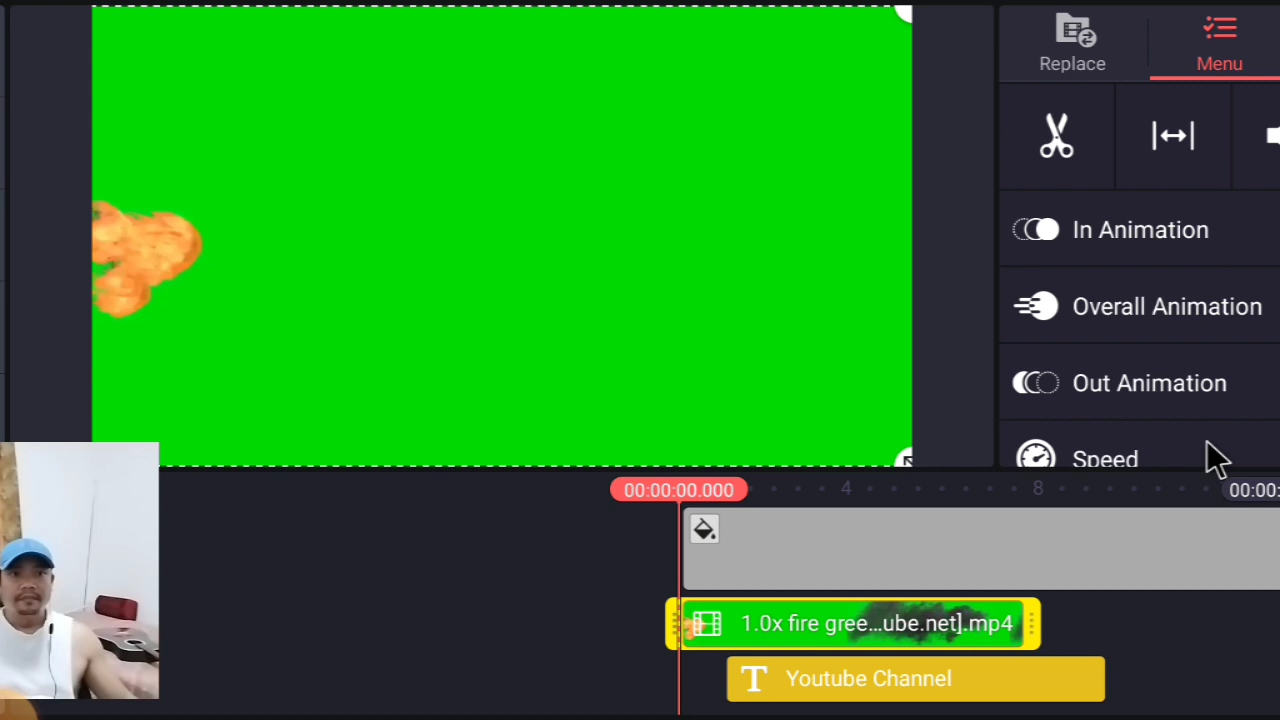 Replace
Menu
In Animation
Overall Animation
Out Animation
Speed
00:00:00.000
4
8
00:00:
1.0x fire gree...ube.net].mp4
T Youtube Channel